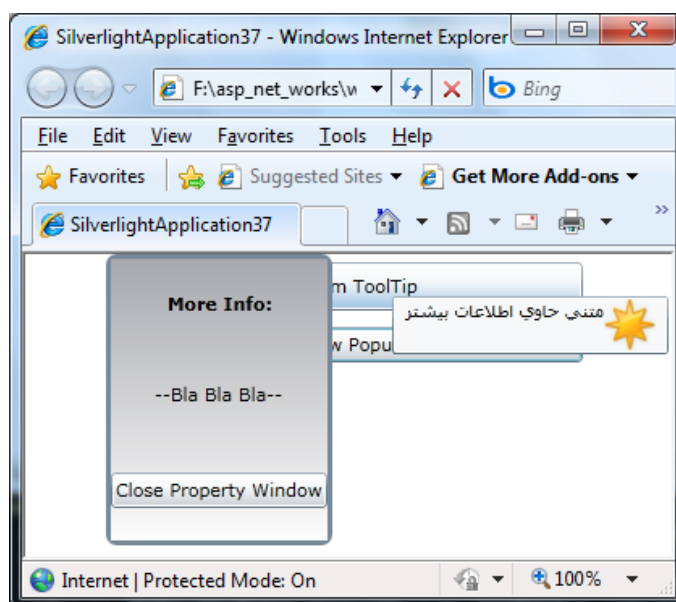 SilverlightApplication37 - Windows Internet Explorer
F:\asp_net_works\w
Bing
File Edit View Favorites Tools Help
Favorites Suggested Sites Get More Add-ons
SilverlightApplication37
»
m ToolTip
More Info:
متني حاوي اطلاعات بيشتر
w Popu
--Bla Bla Bla--
Close Property Window
Internet | Protected Mode: On 100%